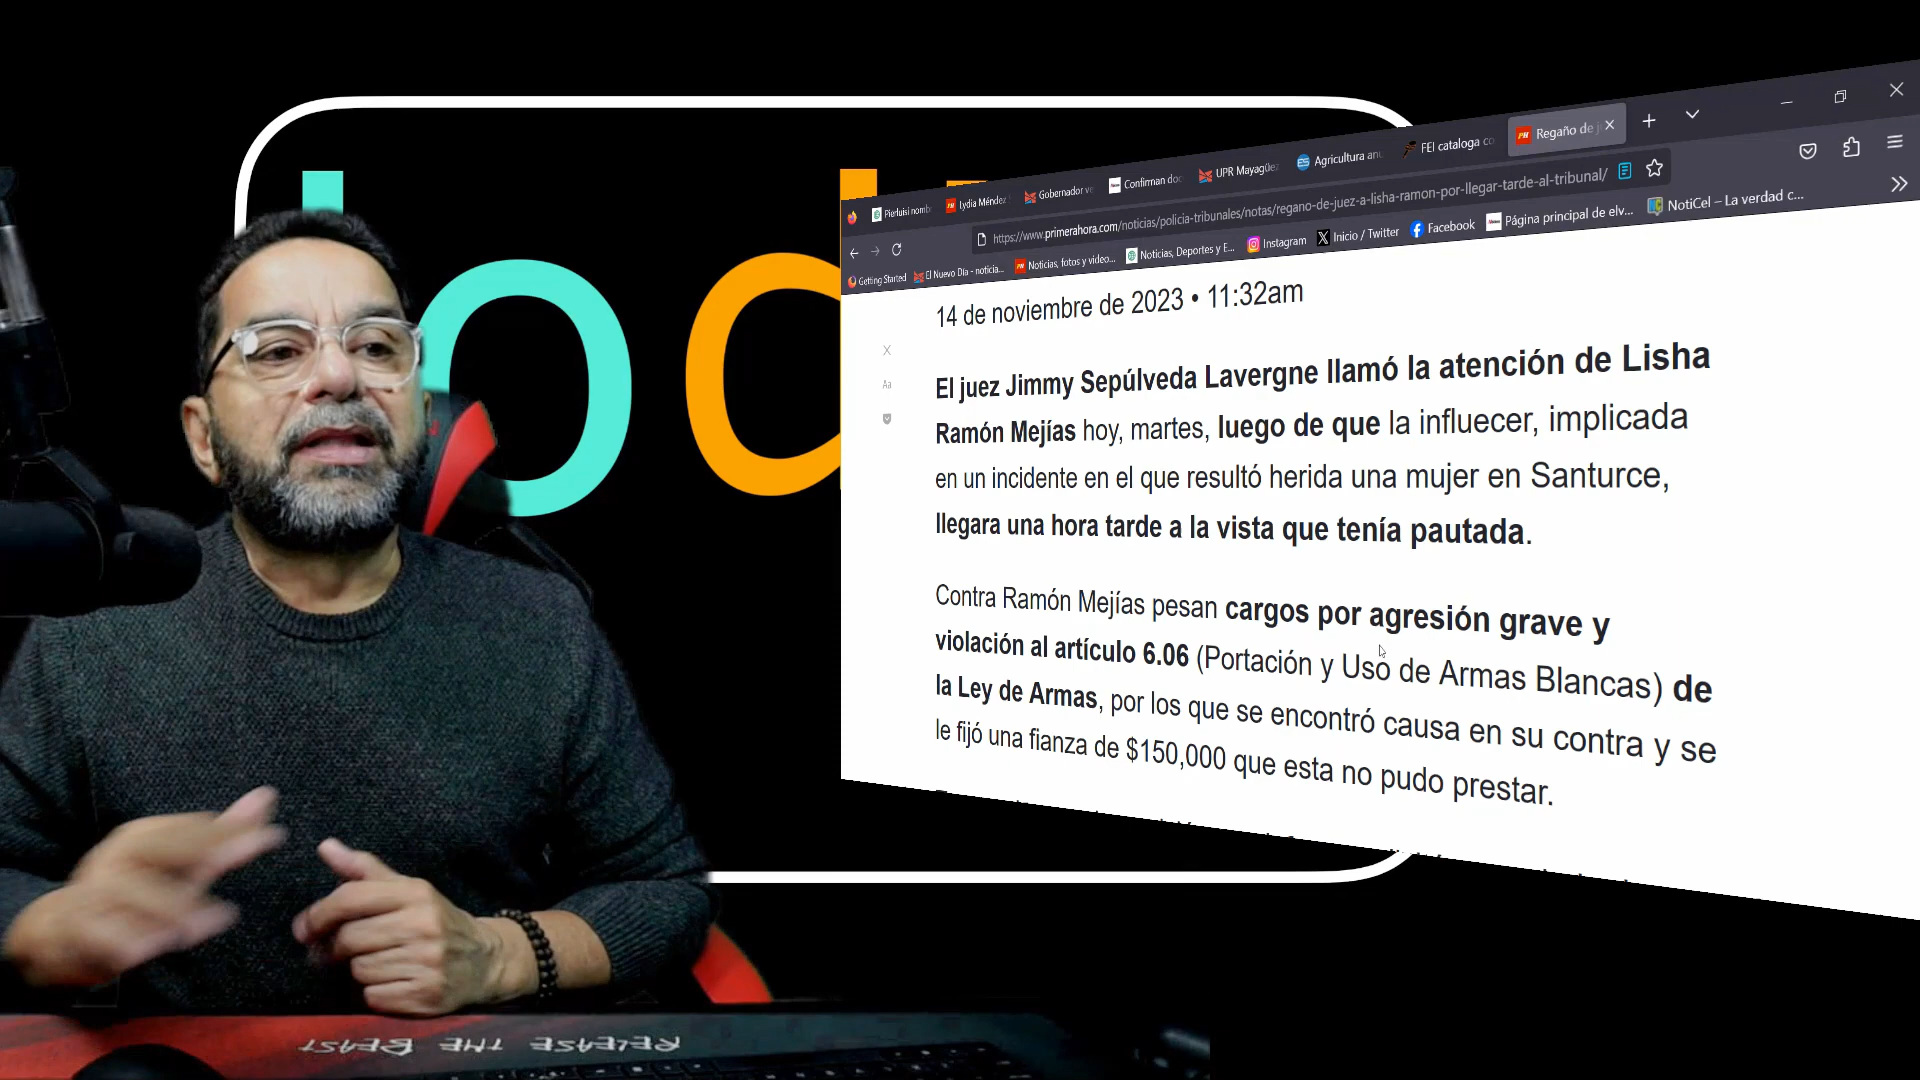 Pierluisi nomb
Lydia Méndez
Gobernador ve
Confirman doc
UPR Mayagüez
Agricultura and
FEI cataloga co
Regaño de j
https://www.primerahora.com/noticias/policia-tribunales/notas/regano-de-juez-a-lisha-ramon-por-llegar-tarde-al-tribunal/
Getting Started
El Nuevo Día - noticia...
Noticias, fotos y video...
Noticias, Deportes y E...
Instagram
Inicio / Twitter
Facebook
Página principal de elv...
NotiCel – La verdad c...
14 de noviembre de 2023 • 11:32am
Aa
El juez Jimmy Sepúlveda Lavergne llamó la atención de Lisha
Ramón Mejías hoy, martes, luego de que la influecer, implicada
en un incidente en el que resultó herida una mujer en Santurce,
llegara una hora tarde a la vista que tenía pautada.
Contra Ramón Mejías pesan cargos por agresión grave y
violación al artículo 6.06 (Portación y Uso de Armas Blancas) de
la Ley de Armas, por los que se encontró causa en su contra y se
le fijó una fianza de $150,000 que esta no pudo prestar.
RELEASE THE BEAST